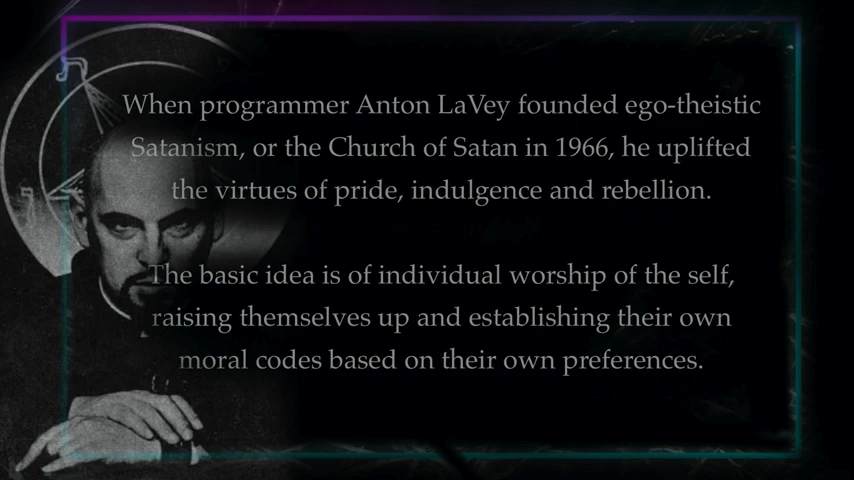 When programmer Anton LaVey founded ego-theistic
Satanism, or the Church of Satan in 1966, he uplifted
the virtues of pride, indulgence and rebellion.
The basic idea is of individual worship of the self,
raising themselves up and establishing their own
moral codes based on their own preferences.